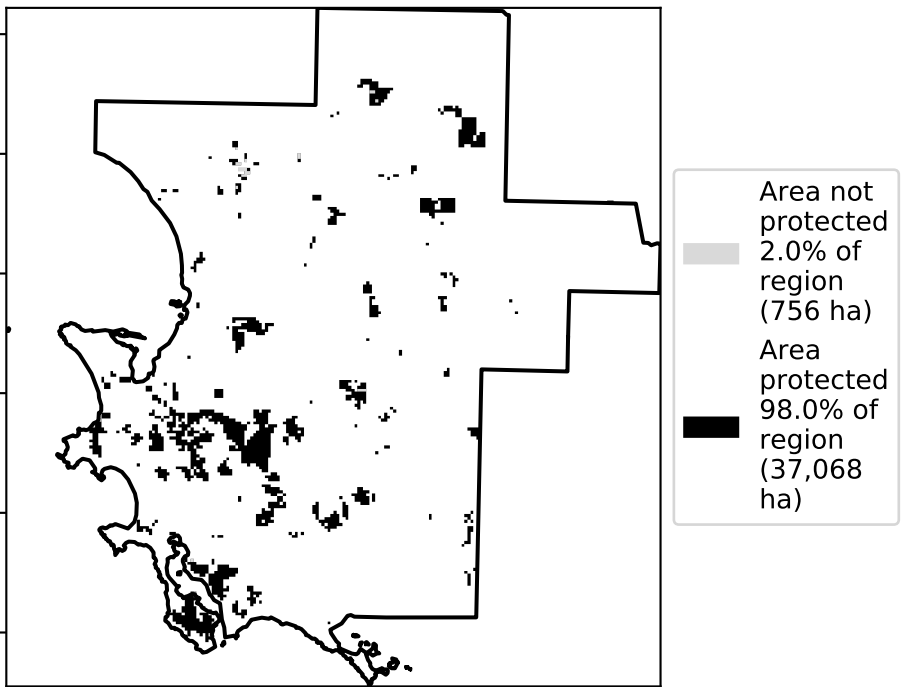 Area not
protected
2.0% of
region
(756 ha)
Area
protected
98.0% of
region
(37,068
ha)